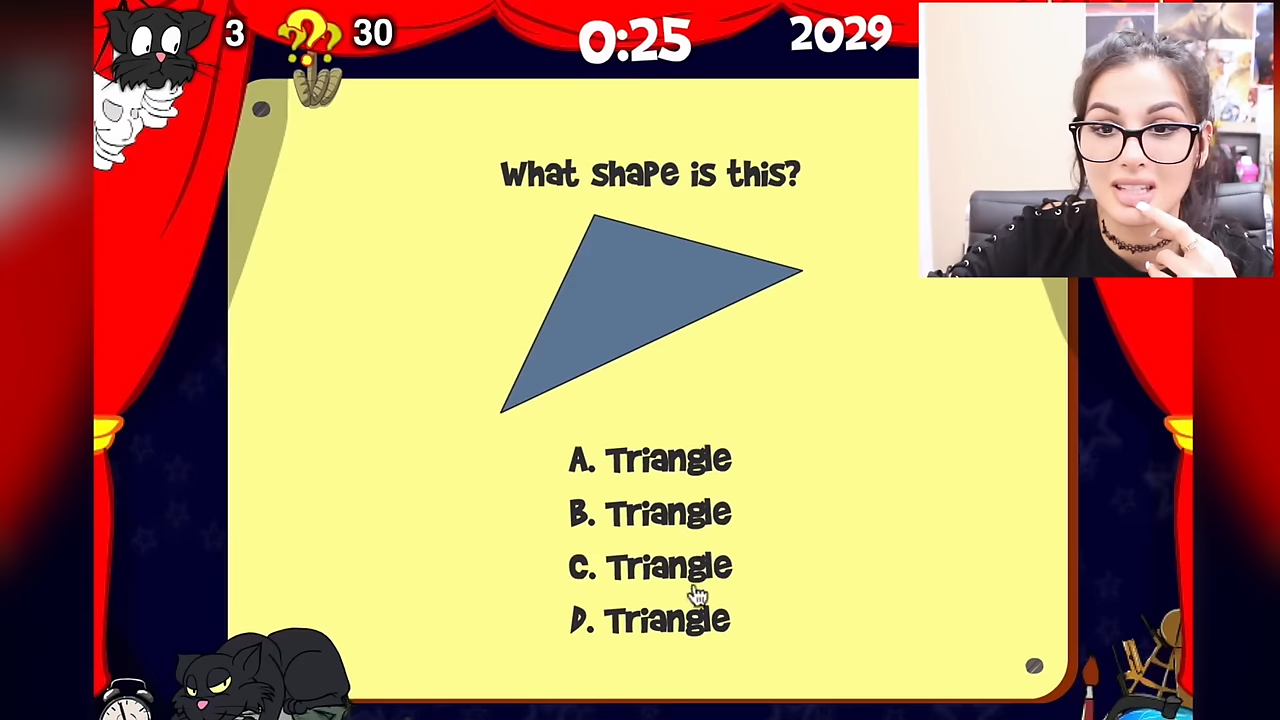 3 30 0:25 2029
What shape is this?
A. Triangle
B. Triangle
C. Triangle
D. Triangle